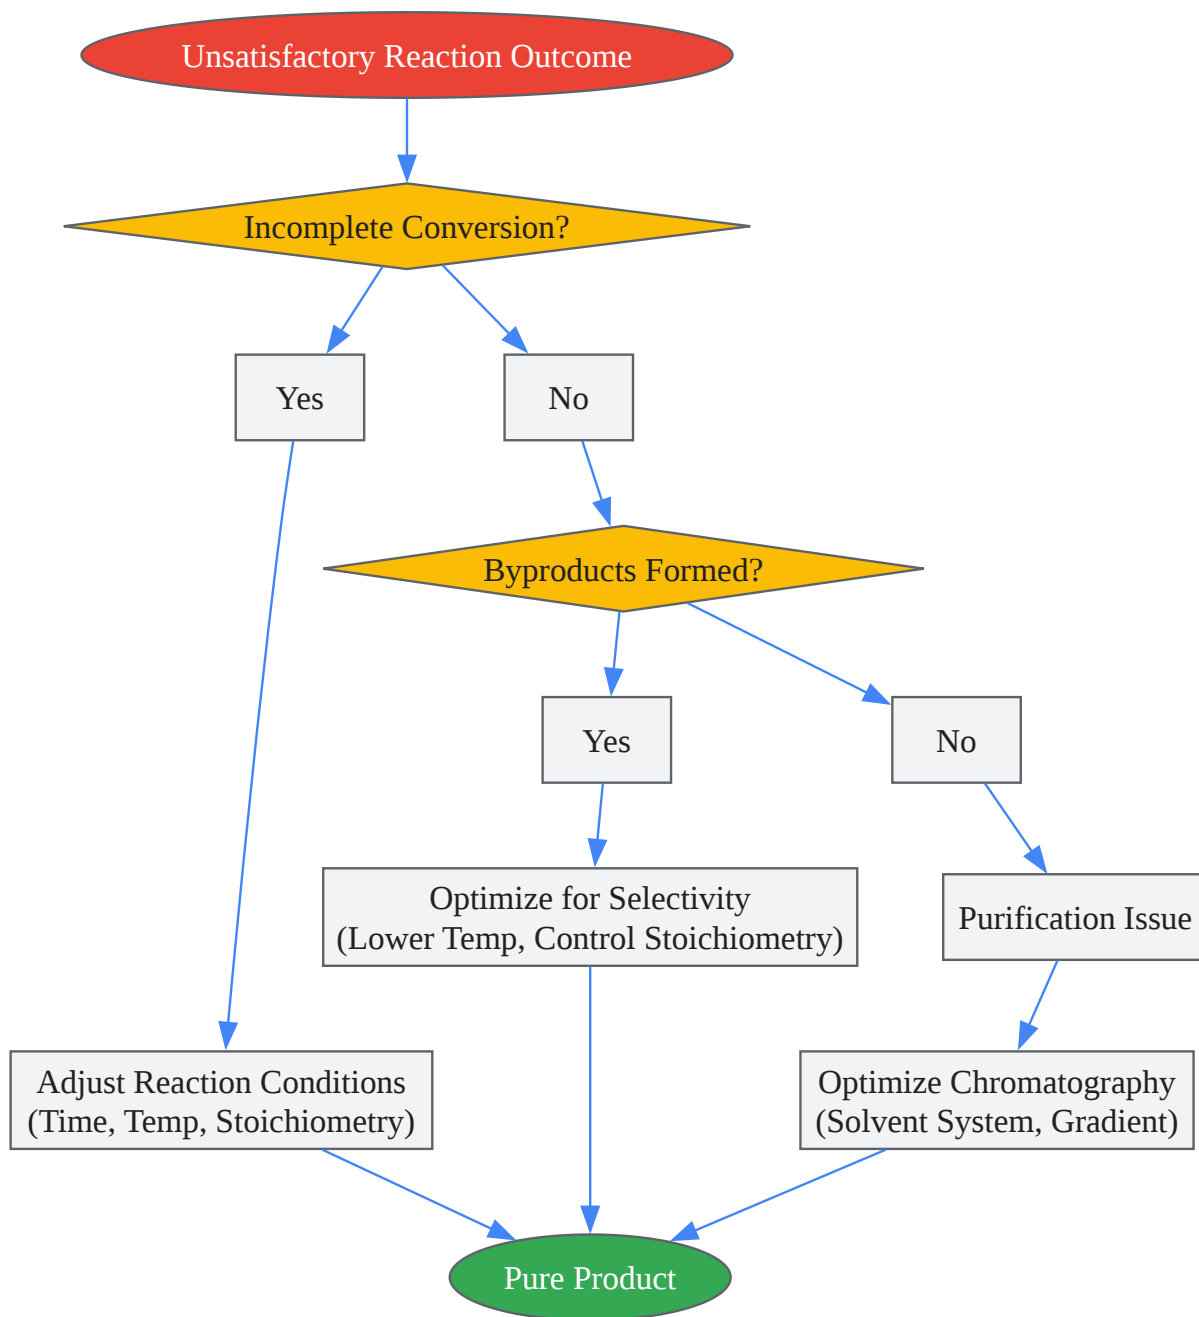 Unsatisfactory Reaction Outcome
Incomplete Conversion?
Yes
No
Byproducts Formed?
Yes
No
Optimize for Selectivity
(Lower Temp, Control Stoichiometry)
Purification Issue
Adjust Reaction Conditions
(Time, Temp, Stoichiometry)
Optimize Chromatography
(Solvent System, Gradient)
Pure Product